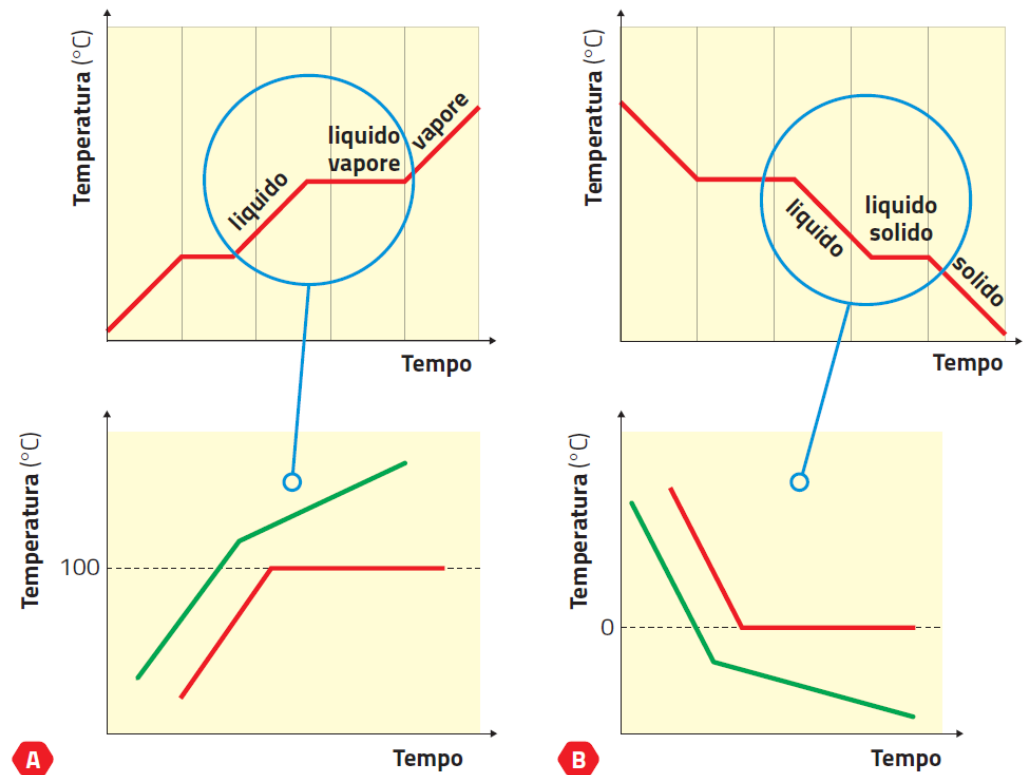 Temperatura (°C)
liquido
liquido
vapore
vapore
Tempo
Temperatura (°C)
liquido
liquido
solido
solido
Tempo
Temperatura (°C)
100
Tempo
A
Temperatura (°C)
0
Tempo
B